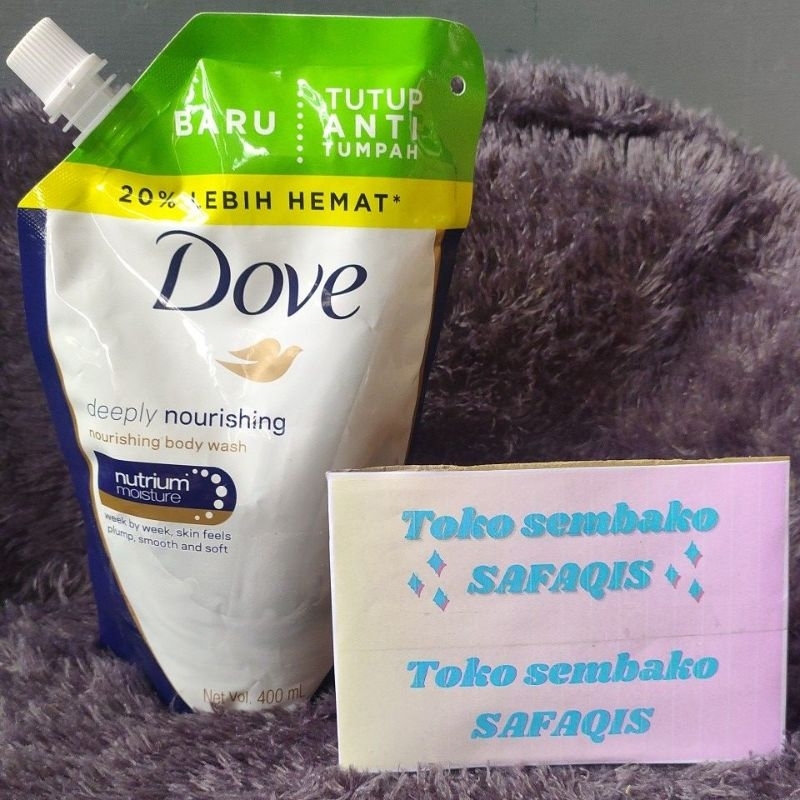 BARU
TUTUP
ANTI
TUMPAH
20% LEBIH HEMAT*
Dove
deeply nourishing
nourishing body wash
nutrium
moisture
week by week, skin feels
plump, smooth and soft
Net Vol. 400 mL
Toko sembako
SAFAQIS
Toko sembako
SAFAQIS